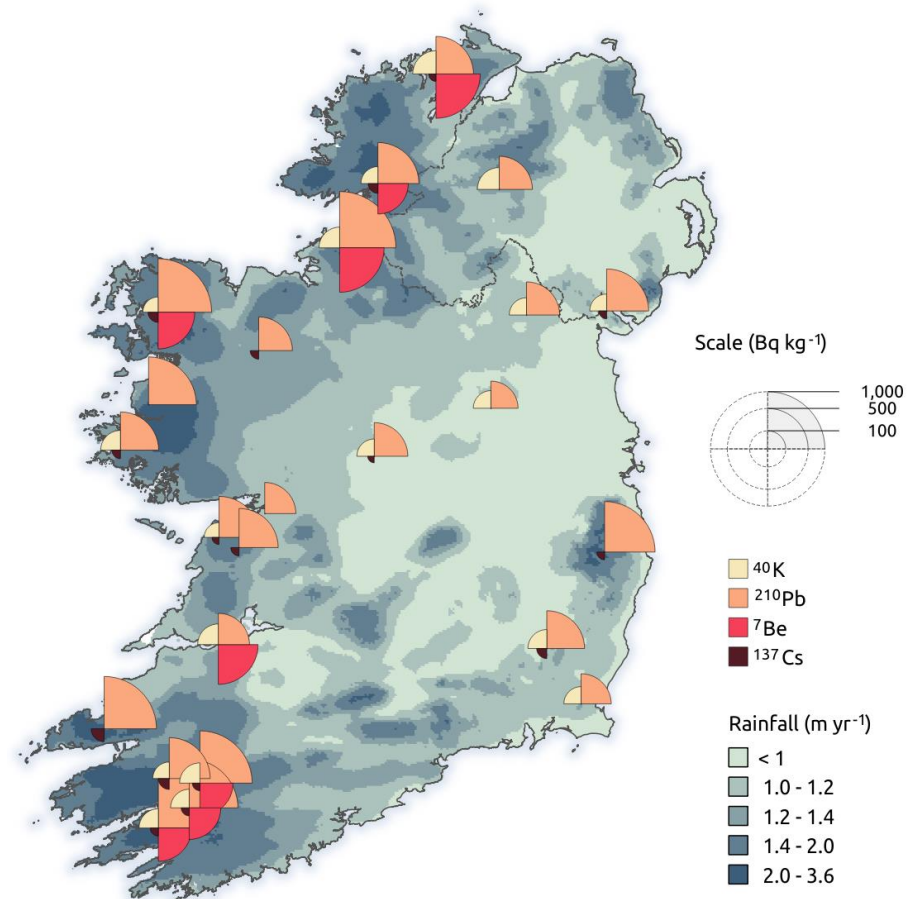 Scale (Bq kg⁻¹)
1,000
500
100
⁴⁰K
²¹⁰Pb
⁷Be
¹³⁷Cs
Rainfall (m yr⁻¹)
< 1
1.0 - 1.2
1.2 - 1.4
1.4 - 2.0
2.0 - 3.6